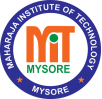 MAHARAJA INSTITUTE OF TECHNOLOGY
MIT
MYSORE
MYSORE